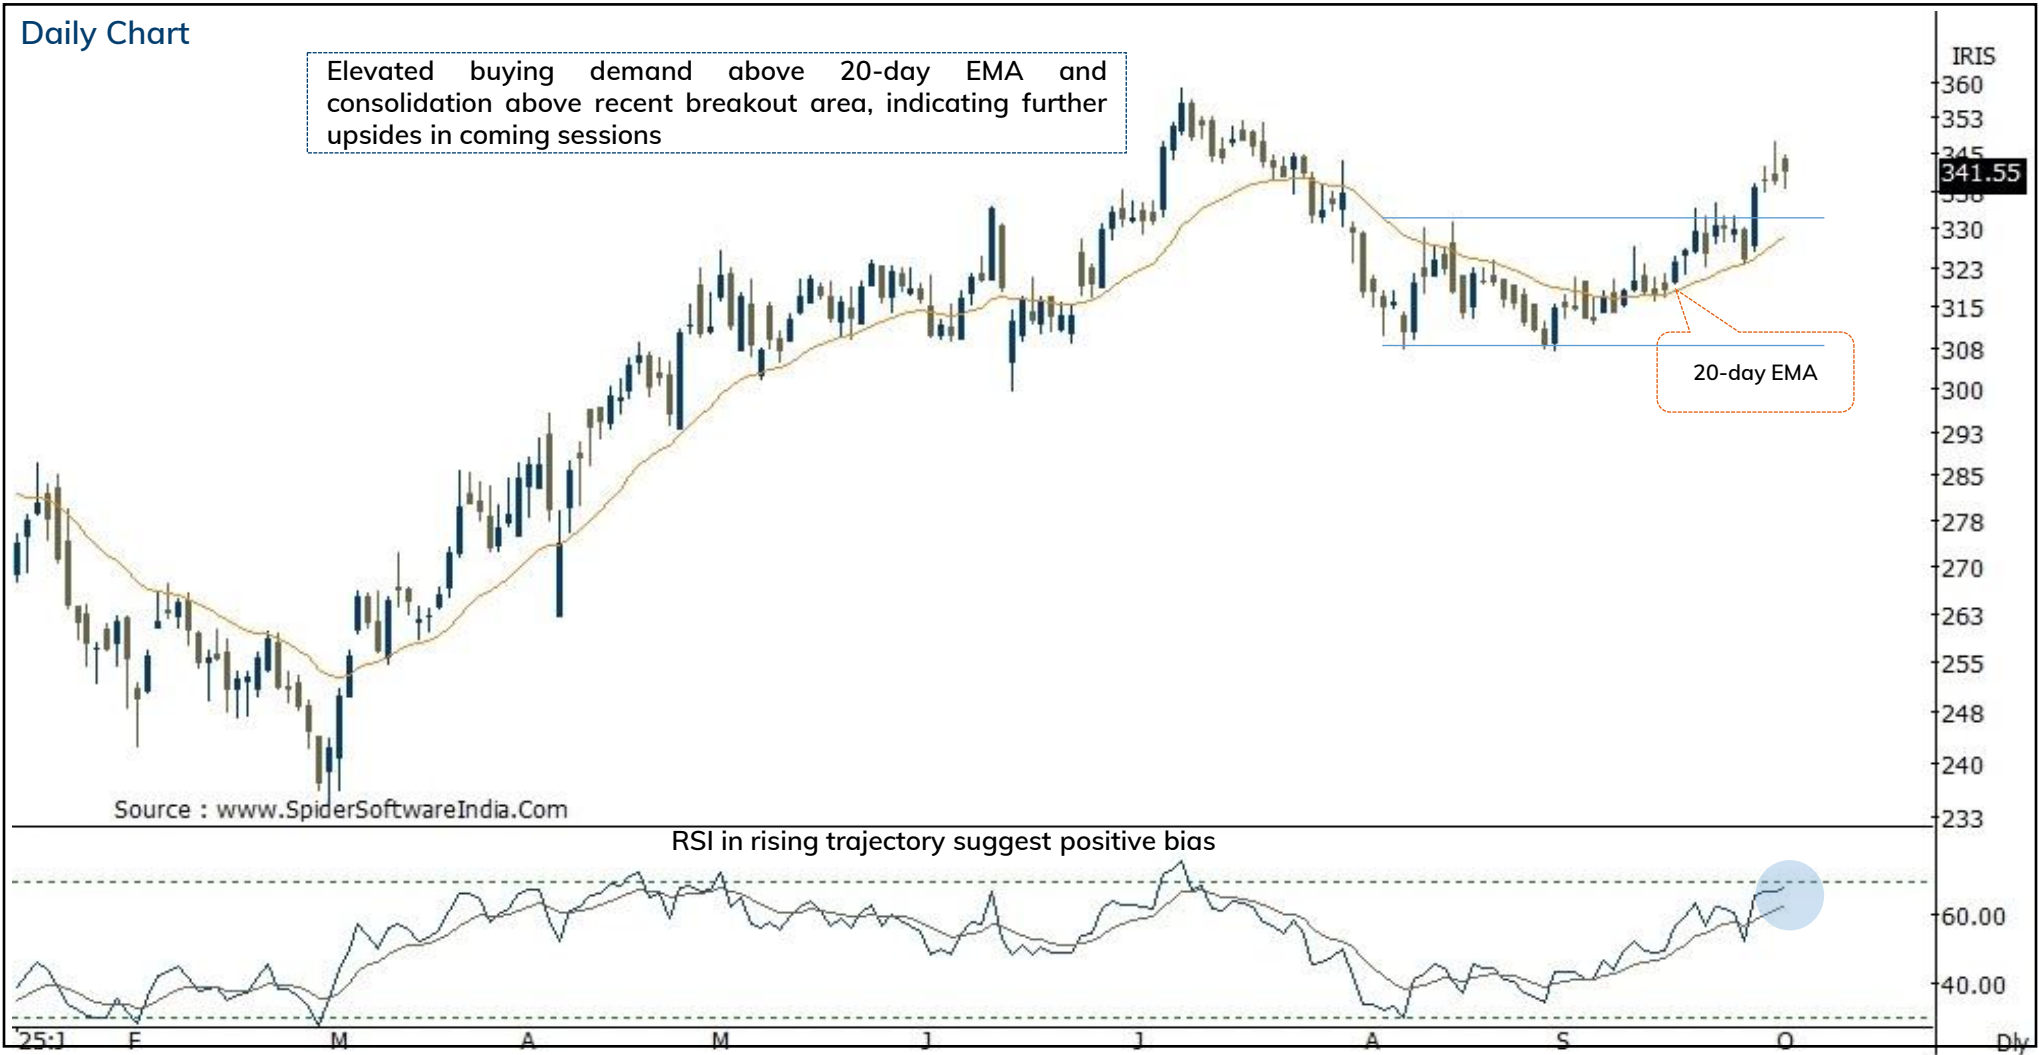 Daily Chart
Elevated buying demand above 20-day EMA and
consolidation above recent breakout area, indicating further
upsides in coming sessions
IRIS
360
353
345
341.55
330
323
315
308
300
293
285
278
270
263
255
248
240
233
20-day EMA
Source : www.SpiderSoftwareIndia.Com
RSI in rising trajectory suggest positive bias
60.00
40.00
'25:J F M A M J J A S O Dly